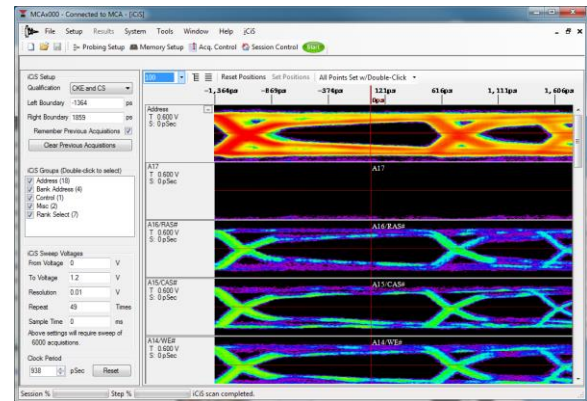 MCAx000 - Connected to MCA - [iCiS]
File Setup Results System Tools Window Help iCiS
Probing Setup Memory Setup Acq. Control Session Control Start
iCiS Setup
Qualification CKE and CS
Left Boundary -1364 ps
Right Boundary 1859 ps
Remember Previous Acquisitions
Clear Previous Acquisitions
iCiS Groups (Double-click to select)
Address (18)
Bank Address (4)
Control (1)
Misc (2)
Rank Select (7)
iCiS Sweep Voltages
From Voltage 0 V
To Voltage 1.2 V
Resolution 0.01 V
Repeat 49 Times
Sample Time 0 ms
Above settings will require sweep of
6000 acquisitions.
Clock Period
938 pSec Reset
100 Reset Positions Set Positions All Points Set w/Double-Click
-1,364ps -869ps -374ps 121ps 616ps 1,111ps 1,606ps
0ps
Address
T 0.600 V
S: 0 pSec
A17 A17
T 0.600 V
S: 0 pSec
A16/RAS# A16/RAS#
T 0.600 V
S: 0 pSec
A15/CAS# A15/CAS#
T 0.600 V
S: 0 pSec
A14/WE# A14/WE#
T 0.600 V
S: 0 pSec
Session % Step % iCiS scan completed.